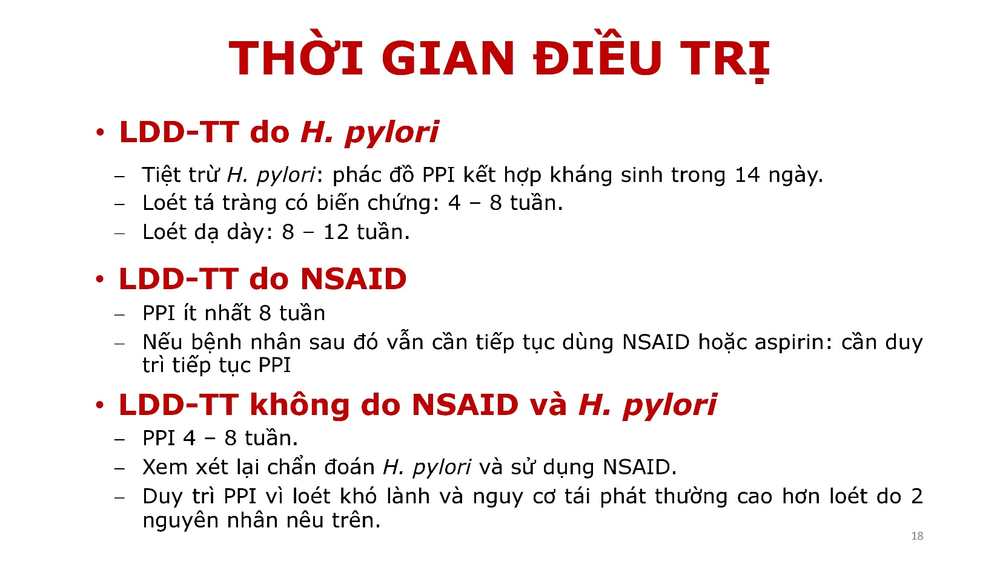 THỜI GIAN ĐIỀU TRỊ
• LDD-TT do H. pylori
– Tiệt trừ H. pylori: phác đồ PPI kết hợp kháng sinh trong 14 ngày.
– Loét tá tràng có biến chứng: 4 – 8 tuần.
– Loét dạ dày: 8 – 12 tuần.
• LDD-TT do NSAID
– PPI ít nhất 8 tuần
– Nếu bệnh nhân sau đó vẫn cần tiếp tục dùng NSAID hoặc aspirin: cần duy
trì tiếp tục PPI
• LDD-TT không do NSAID và H. pylori
– PPI 4 – 8 tuần.
– Xem xét lại chẩn đoán H. pylori và sử dụng NSAID.
– Duy trì PPI vì loét khó lành và nguy cơ tái phát thường cao hơn loét do 2
nguyên nhân nêu trên.
18